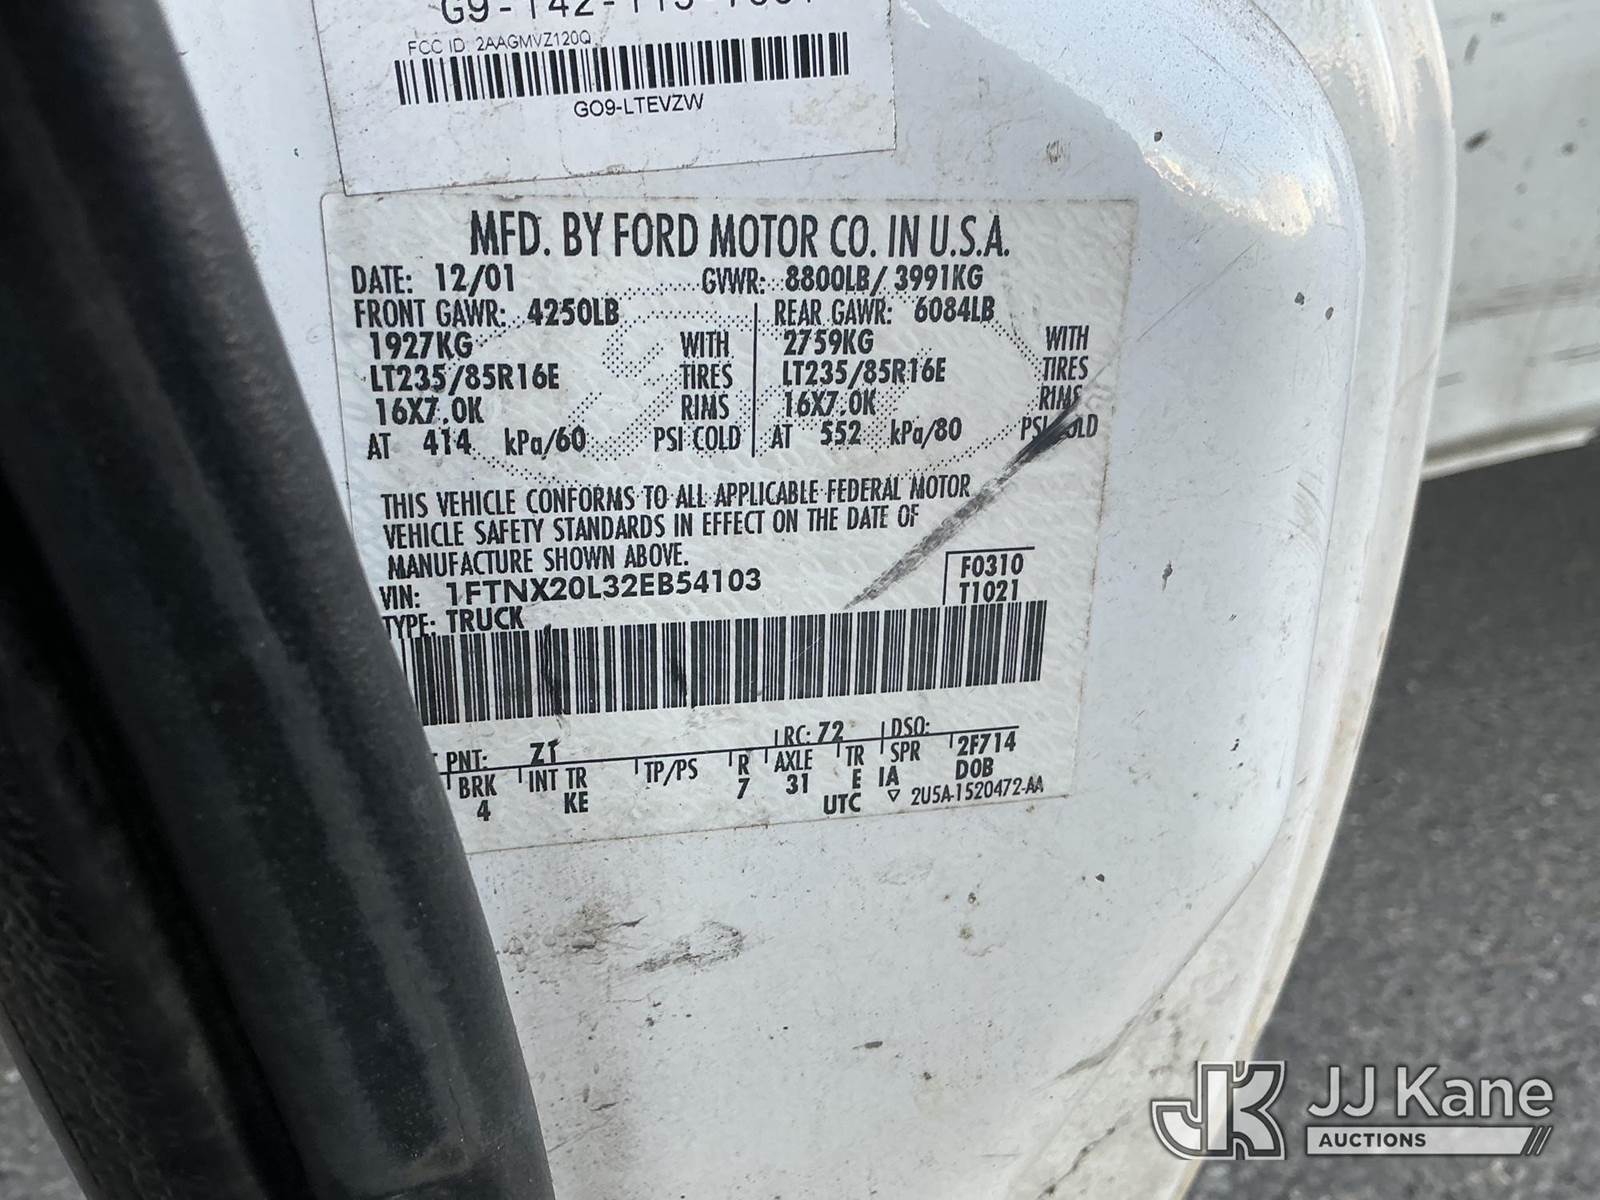 FCC ID: 2AAGMVZ120Q
GO9-LTEVZW
MFD. BY FORD MOTOR CO. IN U.S.A.
DATE: 12/01 GVWR: 8800LB/ 3991KG
FRONT GAWR: 4250LB REAR GAWR: 6084LB
1927KG WITH 2759KG WITH
LT235/85R16E TIRES LT235/85R16E TIRES
16X7.0K RIMS 16X7.0K RIMS
AT 414 kPa/60 PSI COLD AT 552 kPa/80 PSI COLD
THIS VEHICLE CONFORMS TO ALL APPLICABLE FEDERAL MOTOR
VEHICLE SAFETY STANDARDS IN EFFECT ON THE DATE OF
MANUFACTURE SHOWN ABOVE.
VIN: 1FTNX20L32EB54103 F0310
TYPE: TRUCK T1021
RC: 72 DSO:
PNT: Z1 2F714
BRK INT TR TP/PS R AXLE TR SPR DOB
4 KE 7 31 E IA
UTC ▽ 2U5A-1520472-AA
JK JJ Kane
AUCTIONS